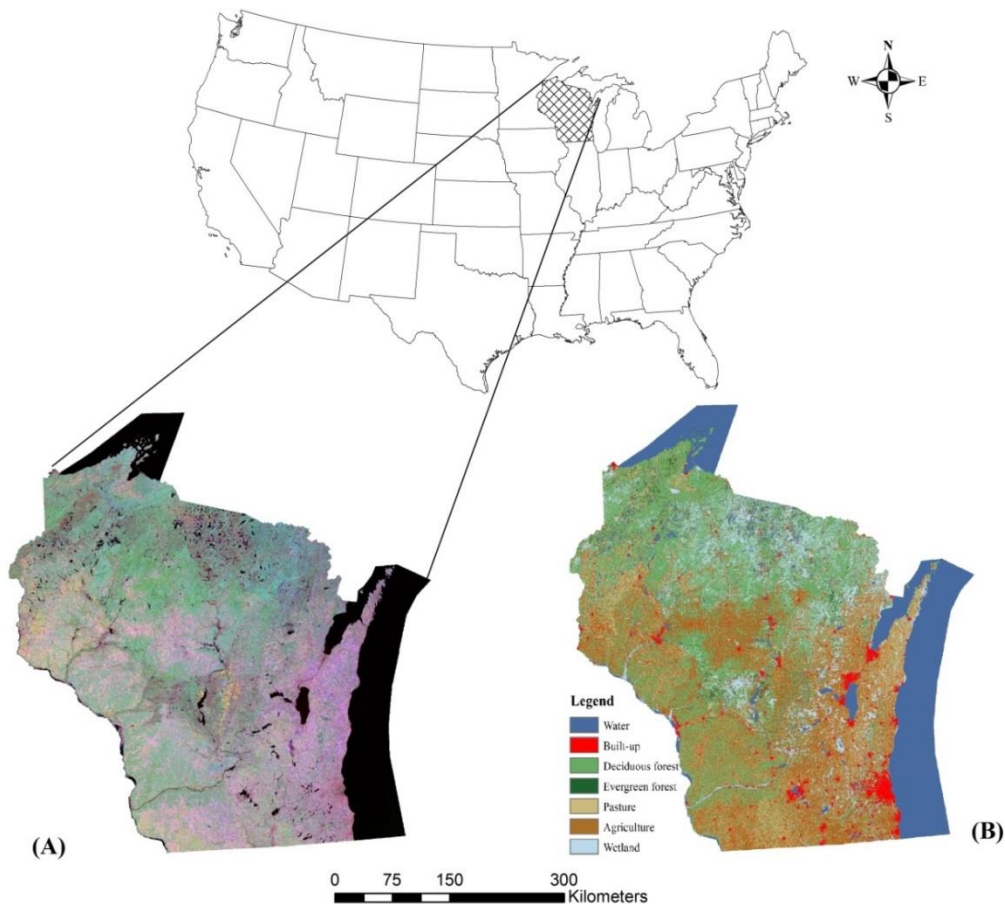 N
W E
S
Legend
Water
Built-up
Deciduous forest
Evergreen forest
Pasture
Agriculture
Wetland
(A)
(B)
0 75 150 300
Kilometers